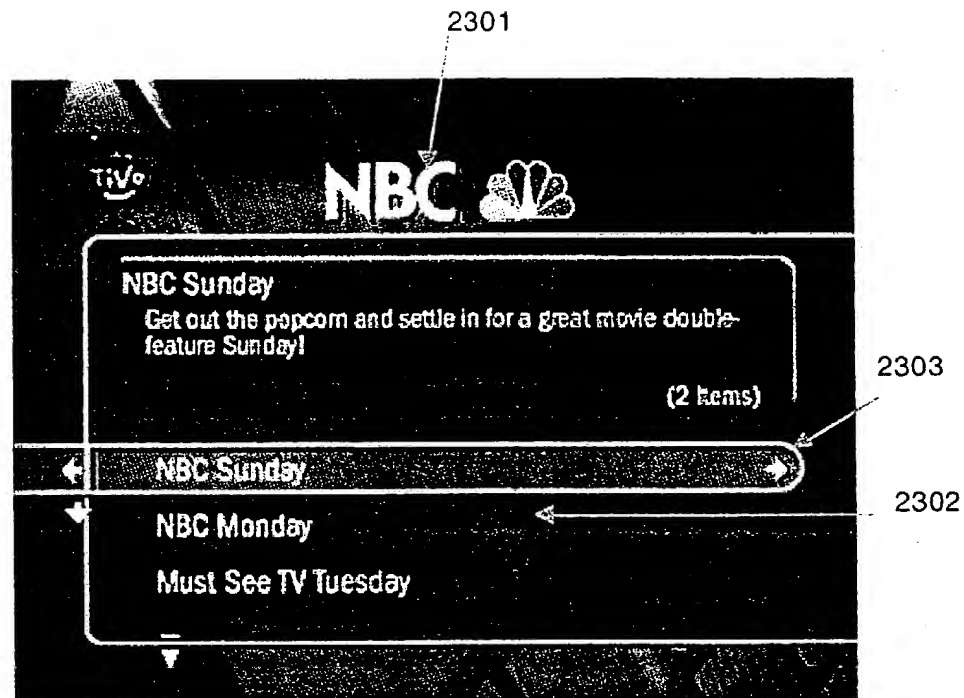 2301
TiVo
NBC
NBC Sunday
Get out the popcorn and settle in for a great movie double-
feature Sunday!
(2 items)
2303
NBC Sunday
2302
NBC Monday
Must See TV Tuesday